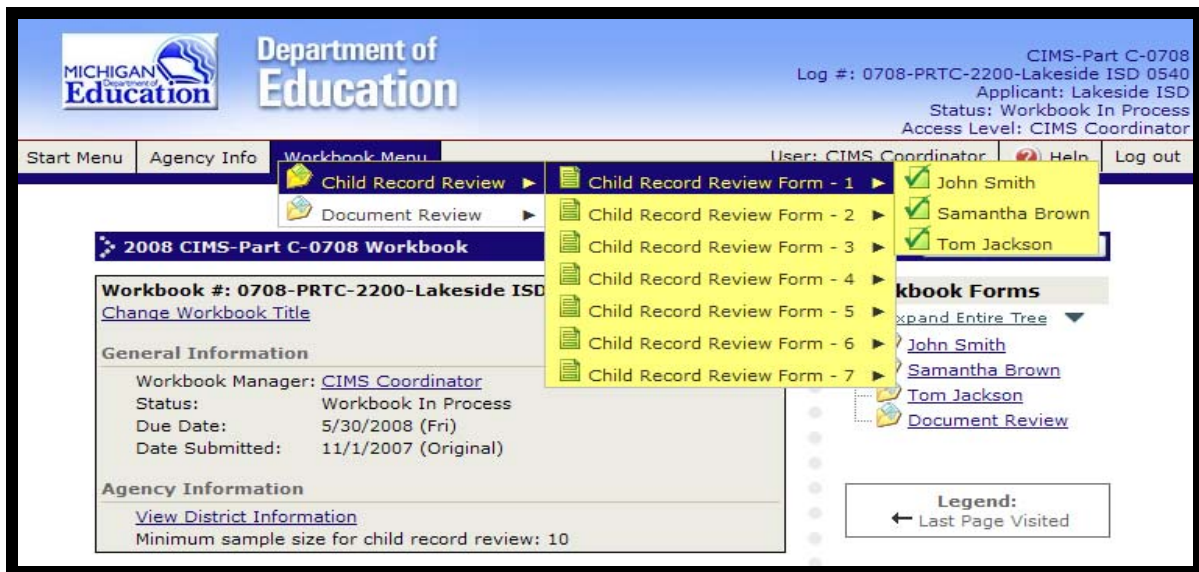 MICHIGAN
Department of
Education
Department of
Education
CIMS-Part C-0708
Log #: 0708-PRTC-2200-Lakeside ISD 0540
Applicant: Lakeside ISD
Status: Workbook In Process
Access Level: CIMS Coordinator
Start Menu Agency Info Workbook Menu User: CIMS Coordinator Help Log out
Child Record Review Child Record Review Form - 1 John Smith
Document Review Child Record Review Form - 2 Samantha Brown
Child Record Review Form - 3 Tom Jackson
Child Record Review Form - 4
Child Record Review Form - 5
Child Record Review Form - 6
Child Record Review Form - 7
2008 CIMS-Part C-0708 Workbook
Workbook #: 0708-PRTC-2200-Lakeside ISD
Change Workbook Title
General Information
Workbook Manager: CIMS Coordinator
Status: Workbook In Process
Due Date: 5/30/2008 (Fri)
Date Submitted: 11/1/2007 (Original)
Agency Information
View District Information
Minimum sample size for child record review: 10
kbook Forms
xpand Entire Tree
John Smith
Samantha Brown
Tom Jackson
Document Review
Legend:
Last Page Visited